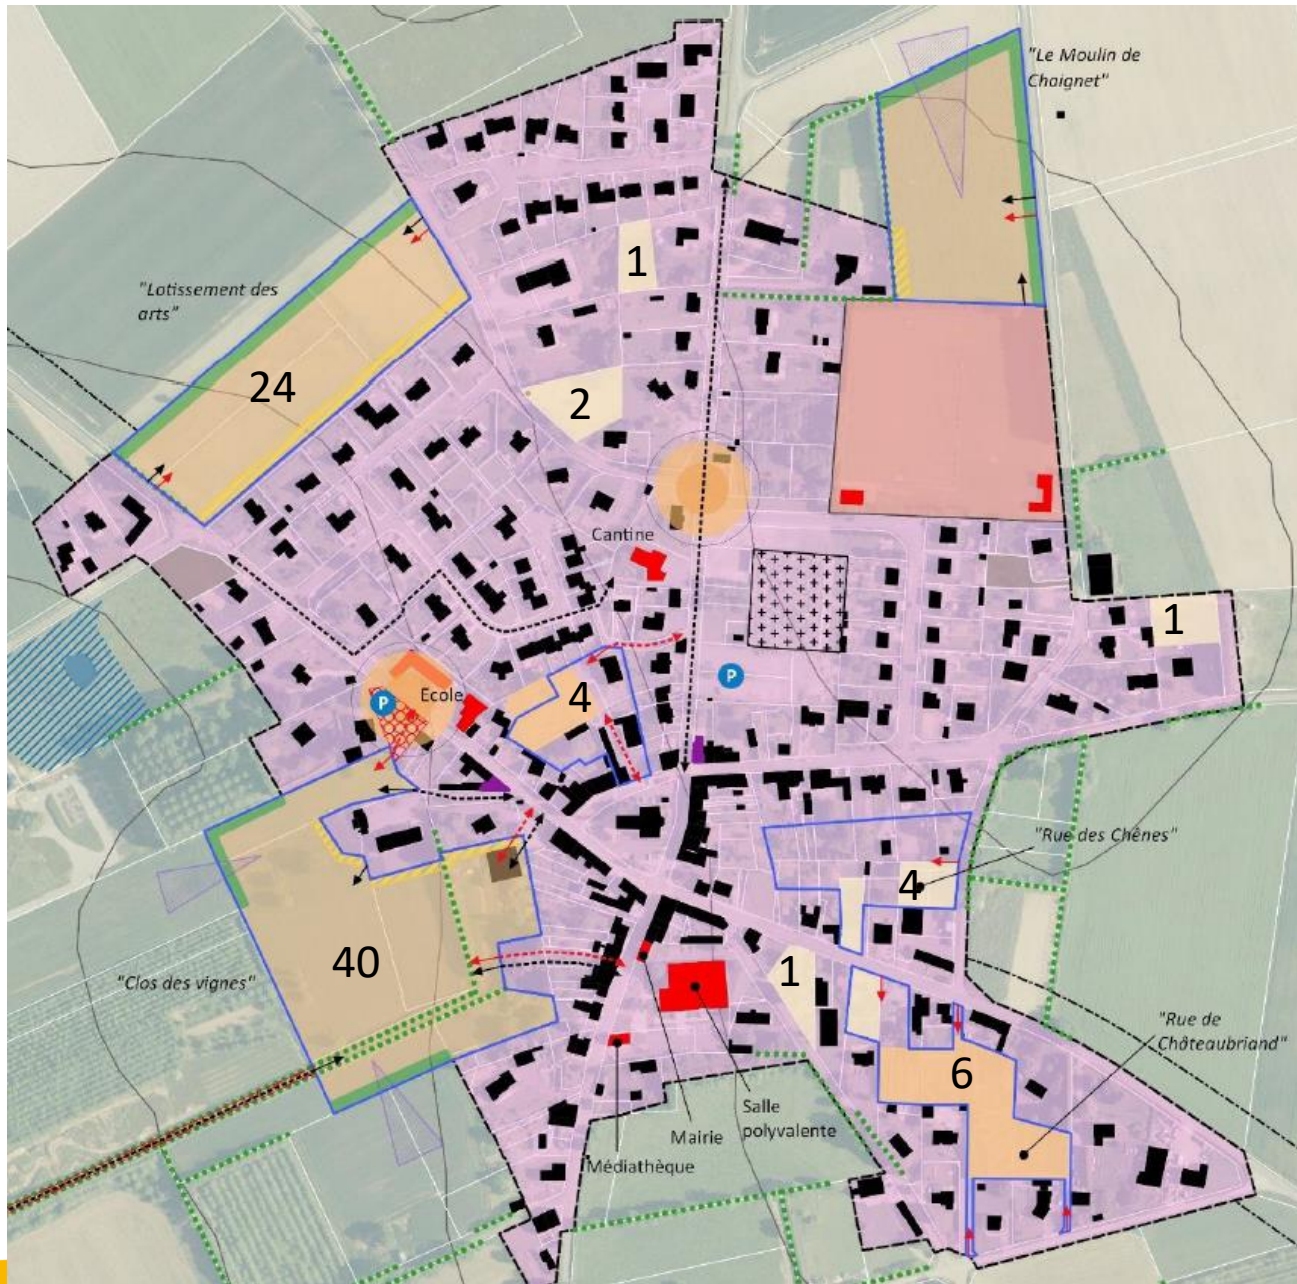 "Le Moulin de
Choignet"
1
"Lotissement des
arts"
24
2
Cantine
1
P
4
Ecole
P
"Rue des Chênes"
4
40
1
"Clos des vignes"
"Rue de
Châteaubriand"
6
Salle
polyvalente
Mairie
Médiathèque